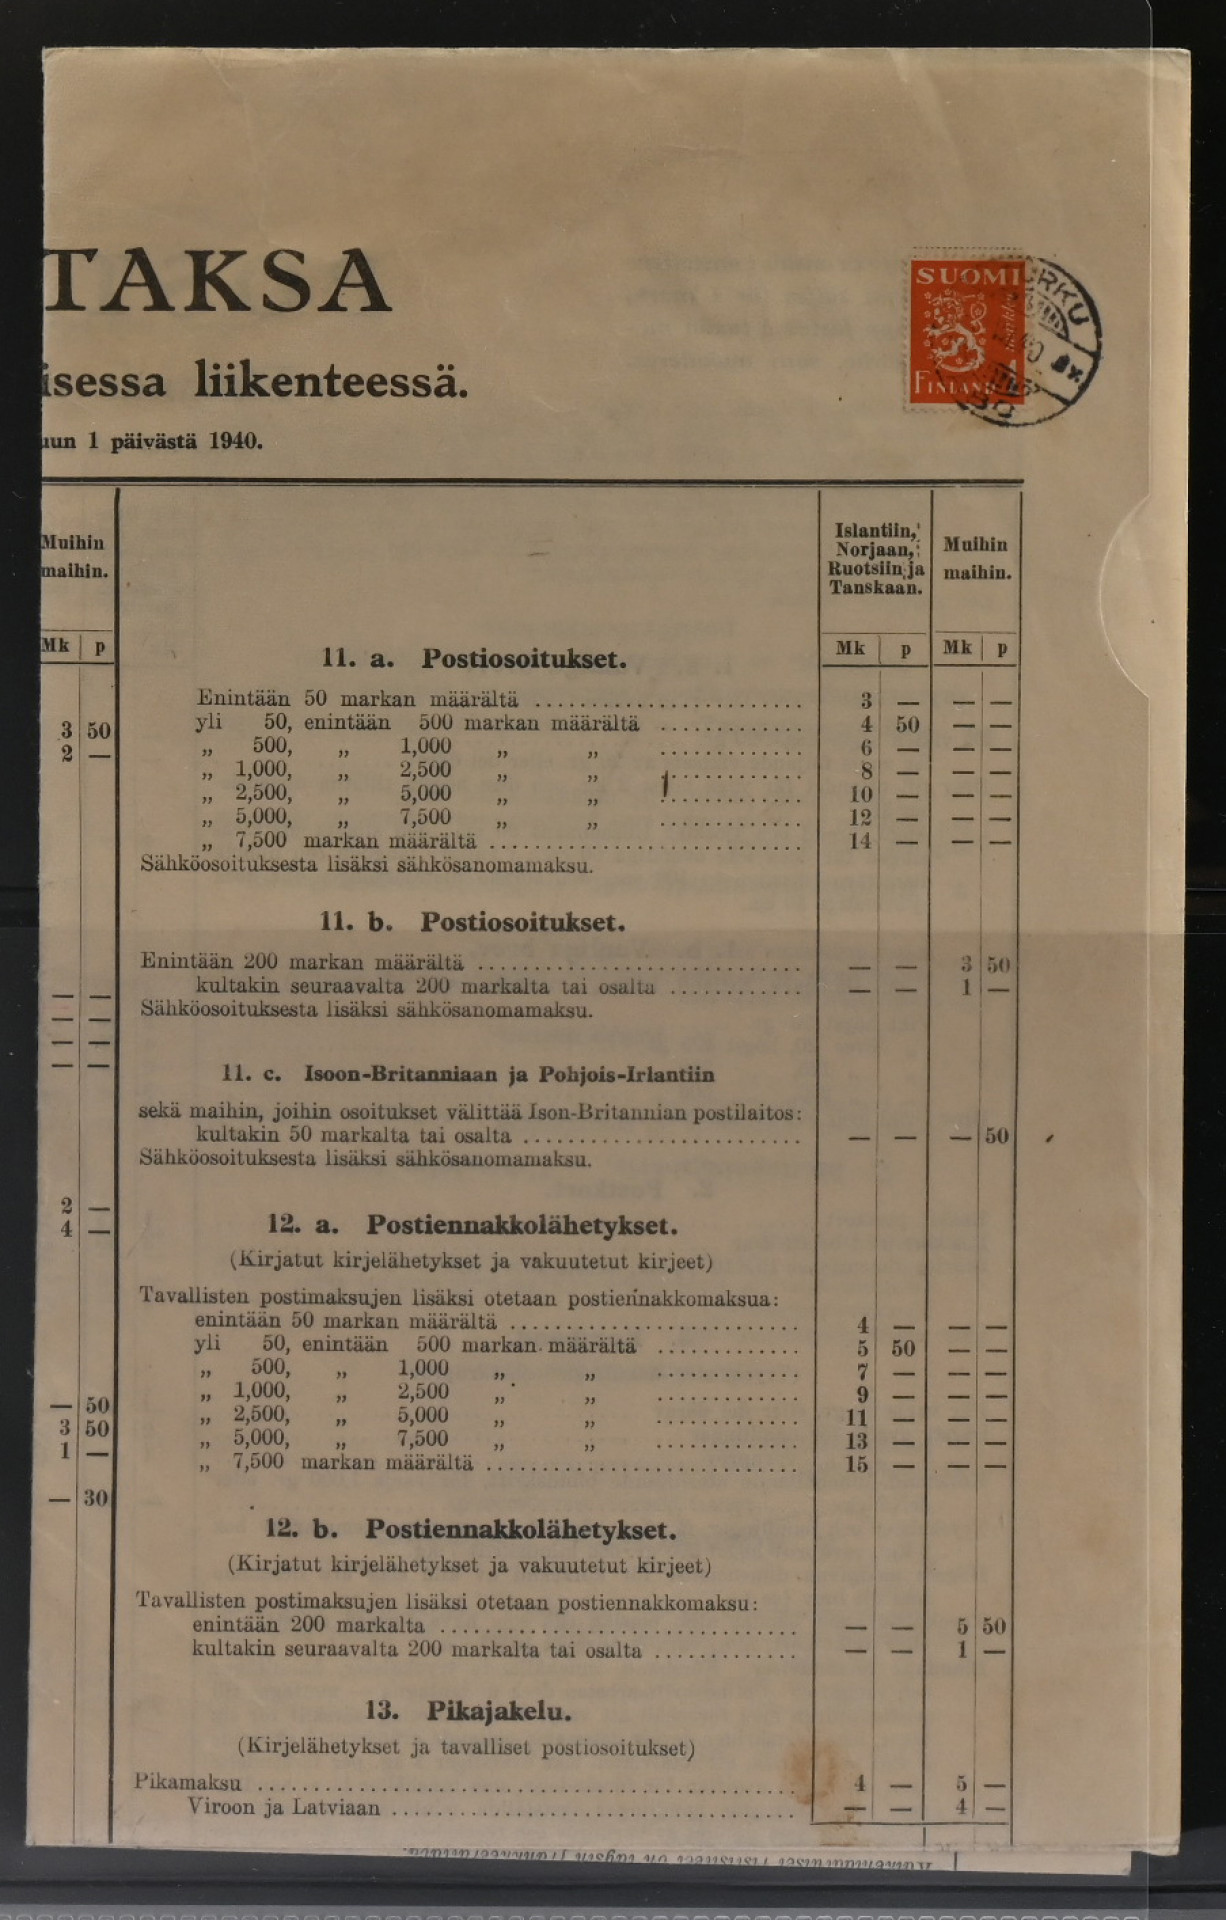 TAKSA
isessa liikenteessä.
uun 1 päivästä 1940.
SUOMI
markkaa
FINLAND
TURKU
ÅBO
Muihin
maihin.
Mk p
3 50
2 —
— —
— —
— —
— —
2 —
4 —
— 50
3 50
1 —
— 30
Islantiin,
Norjaan,
Ruotsiin ja
Tanskaan.
Muihin
maihin.
Mk p Mk p
11. a. Postiosoitukset.
Enintään 50 markan määrältä 3 — — —
yli 50, enintään 500 markan määrältä 4 50 — —
„ 500, „ 1,000 „ „ 6 — — —
„ 1,000, „ 2,500 „ „ 8 — — —
„ 2,500, „ 5,000 „ „ 10 — — —
„ 5,000, „ 7,500 „ „ 12 — — —
„ 7,500 markan määrältä 14 — — —
Sähköosoituksesta lisäksi sähkösanomamaksu.
11. b. Postiosoitukset.
Enintään 200 markan määrältä — — 3 50
kultakin seuraavalta 200 markalta tai osalta — — 1 —
Sähköosoituksesta lisäksi sähkösanomamaksu.
11. c. Isoon-Britanniaan ja Pohjois-Irlantiin
sekä maihin, joihin osoitukset välittää Ison-Britannian postilaitos:
kultakin 50 markalta tai osalta — — — 50
Sähköosoituksesta lisäksi sähkösanomamaksu.
12. a. Postiennakkolähetykset.
(Kirjatut kirjelähetykset ja vakuutetut kirjeet)
Tavallisten postimaksujen lisäksi otetaan postiennakkomaksua:
enintään 50 markan määrältä 4 — — —
yli 50, enintään 500 markan määrältä 5 50 — —
„ 500, „ 1,000 „ „ 7 — — —
„ 1,000, „ 2,500 „ „ 9 — — —
„ 2,500, „ 5,000 „ „ 11 — — —
„ 5,000, „ 7,500 „ „ 13 — — —
„ 7,500 markan määrältä 15 — — —
12. b. Postiennakkolähetykset.
(Kirjatut kirjelähetykset ja vakuutetut kirjeet)
Tavallisten postimaksujen lisäksi otetaan postiennakkomaksu:
enintään 200 markalta — — 5 50
kultakin seuraavalta 200 markalta tai osalta — — 1 —
13. Pikajakelu.
(Kirjelähetykset ja tavalliset postiosoitukset)
Pikamaksu 4 — 5 —
Viroon ja Latviaan — — 4 —